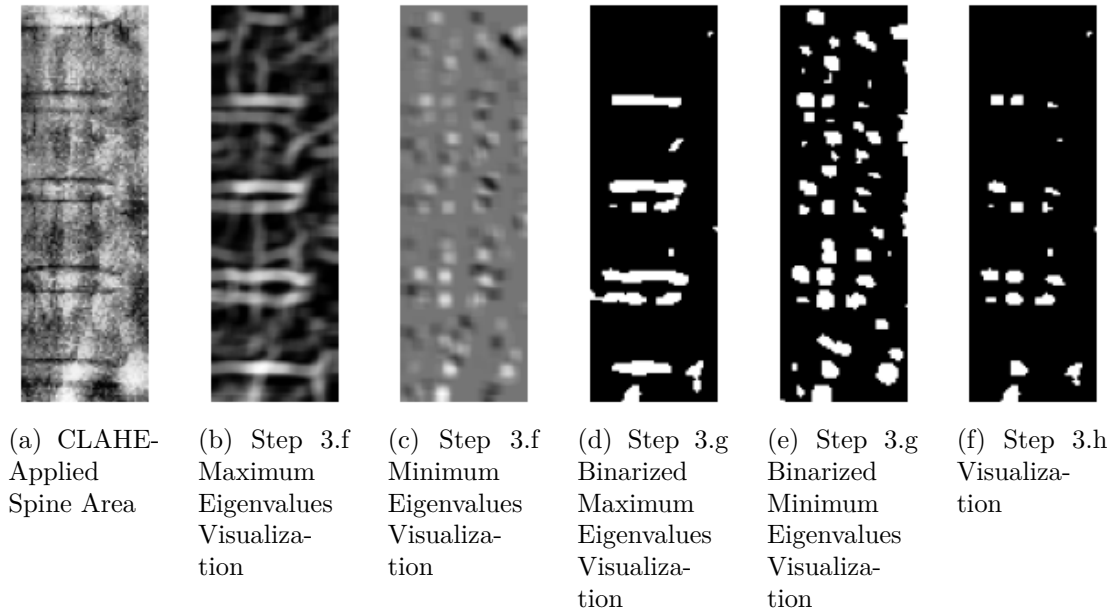 (a) CLAHE-
Applied
Spine Area
(b) Step 3.f
Maximum
Eigenvalues
Visualiza-
tion
(c) Step 3.f
Minimum
Eigenvalues
Visualiza-
tion
(d) Step 3.g
Binarized
Maximum
Eigenvalues
Visualiza-
tion
(e) Step 3.g
Binarized
Minimum
Eigenvalues
Visualiza-
tion
(f) Step 3.h
Visualiza-
tion